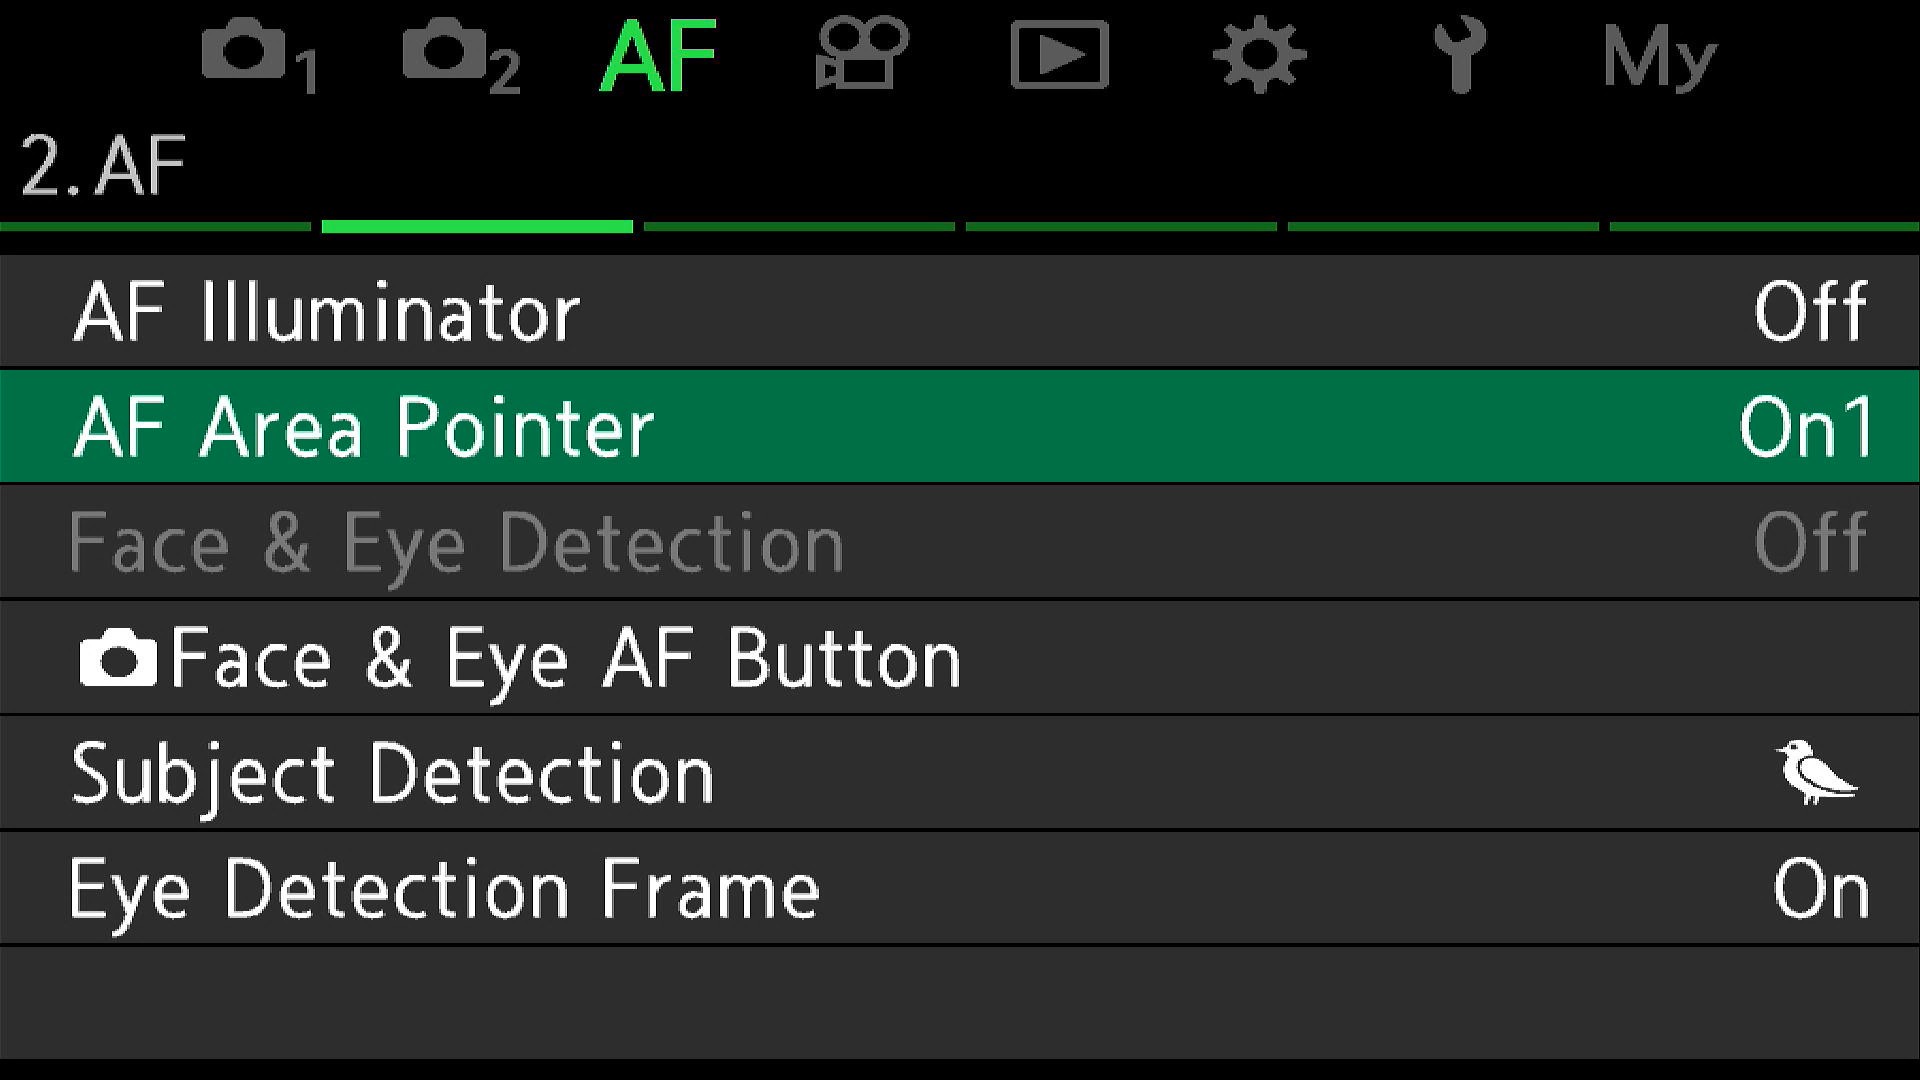 1 2 AF My
2. AF
AF Illuminator Off
AF Area Pointer On1
Face & Eye Detection Off
Face & Eye AF Button
Subject Detection
Eye Detection Frame On